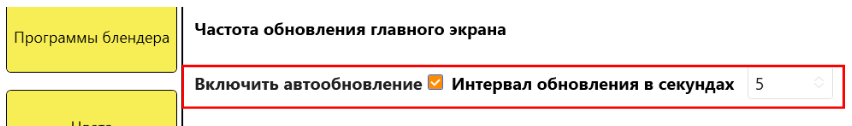 Программы блендера
Частота обновления главного экрана
Включить автообновление Интервал обновления в секундах 5